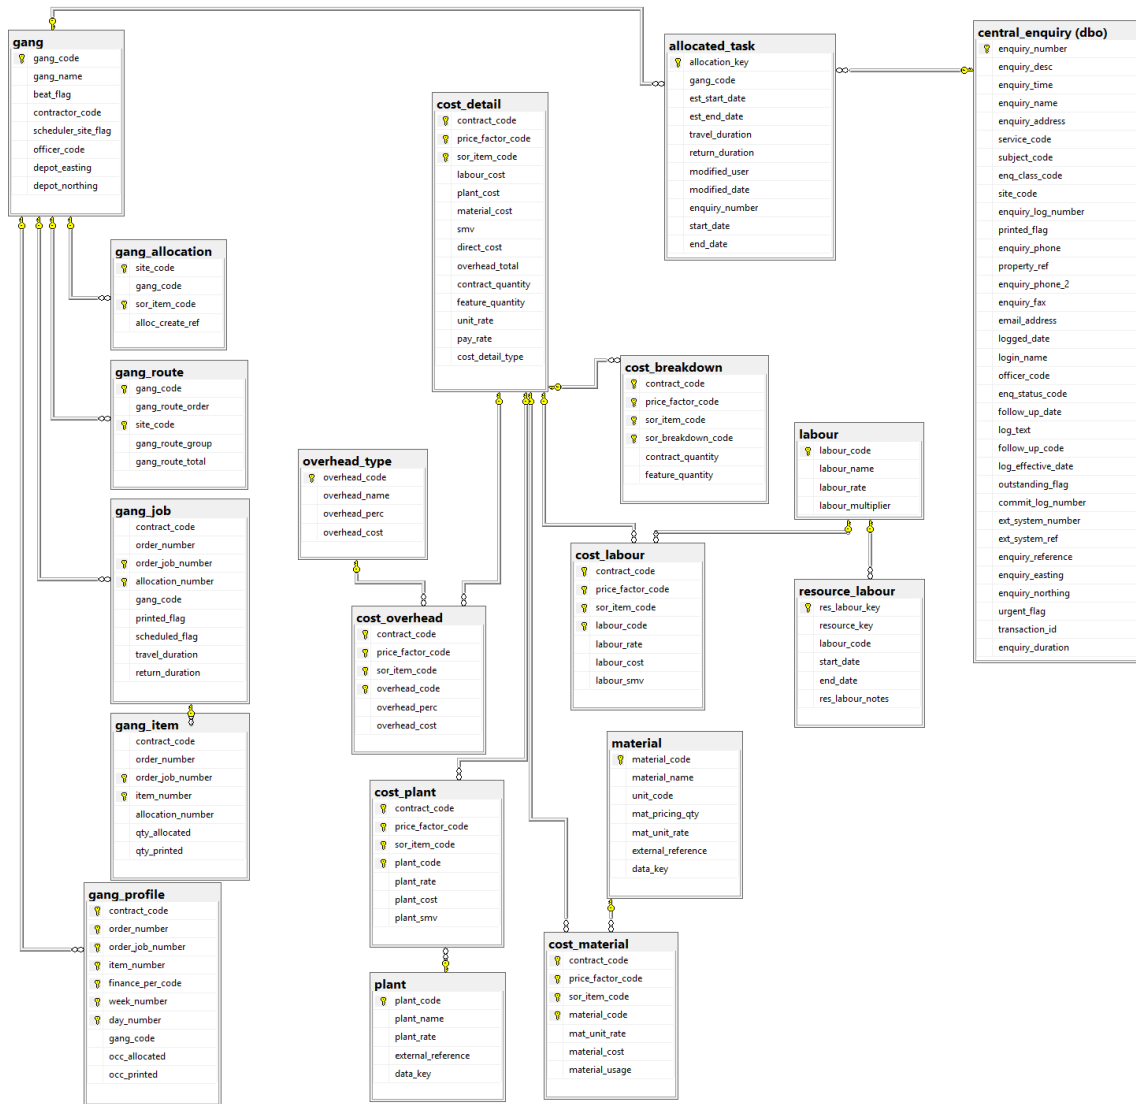 gang
gang_code
gang_name
beat_flag
contractor_code
scheduler_site_flag
officer_code
depot_easting
depot_northing
gang_allocation
site_code
gang_code
sor_item_code
alloc_create_ref
gang_route
gang_code
gang_route_order
site_code
gang_route_group
gang_route_total
gang_job
contract_code
order_number
order_job_number
allocation_number
gang_code
printed_flag
scheduled_flag
travel_duration
return_duration
gang_item
contract_code
order_number
order_job_number
item_number
allocation_number
qty_allocated
qty_printed
gang_profile
contract_code
order_number
order_job_number
item_number
finance_per_code
week_number
day_number
gang_code
occ_allocated
occ_printed
overhead_type
overhead_code
overhead_name
overhead_perc
overhead_cost
cost_overhead
contract_code
price_factor_code
sor_item_code
overhead_code
overhead_perc
overhead_cost
cost_plant
contract_code
price_factor_code
sor_item_code
plant_code
plant_rate
plant_cost
plant_smv
plant
plant_code
plant_name
plant_rate
external_reference
data_key
cost_detail
contract_code
price_factor_code
sor_item_code
labour_cost
plant_cost
material_cost
smv
direct_cost
overhead_total
contract_quantity
feature_quantity
unit_rate
pay_rate
cost_detail_type
cost_breakdown
contract_code
price_factor_code
sor_item_code
sor_breakdown_code
contract_quantity
feature_quantity
cost_labour
contract_code
price_factor_code
sor_item_code
labour_code
labour_rate
labour_cost
labour_smv
material
material_code
material_name
unit_code
mat_pricing_qty
mat_unit_rate
external_reference
data_key
cost_material
contract_code
price_factor_code
sor_item_code
material_code
mat_unit_rate
material_cost
material_usage
allocated_task
allocation_key
gang_code
est_start_date
est_end_date
travel_duration
return_duration
modified_user
modified_date
enquiry_number
start_date
end_date
labour
labour_code
labour_name
labour_rate
labour_multiplier
resource_labour
res_labour_key
resource_key
labour_code
start_date
end_date
res_labour_notes
central_enquiry (dbo)
enquiry_number
enquiry_desc
enquiry_time
enquiry_name
enquiry_address
service_code
subject_code
enq_class_code
site_code
enquiry_log_number
printed_flag
enquiry_phone
property_ref
enquiry_phone_2
enquiry_fax
email_address
logged_date
login_name
officer_code
enq_status_code
follow_up_date
log_text
follow_up_code
log_effective_date
outstanding_flag
commit_log_number
ext_system_number
ext_system_ref
enquiry_reference
enquiry_easting
enquiry_northing
urgent_flag
transaction_id
enquiry_duration